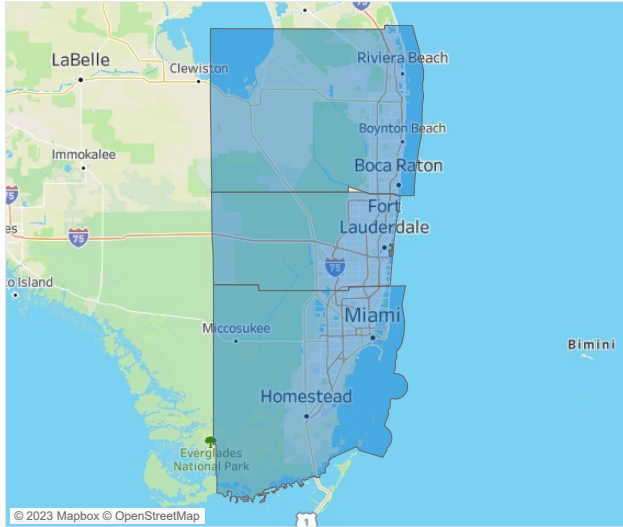 LaBelle
Clewiston
Riviera Beach
Boynton Beach
Immokalee
Boca Raton
75
es
Fort
Lauderdale
75
75
o Island
Miccosukee
Miami
Bimini
Homestead
Everglades
National Park
1
© 2023 Mapbox © OpenStreetMap